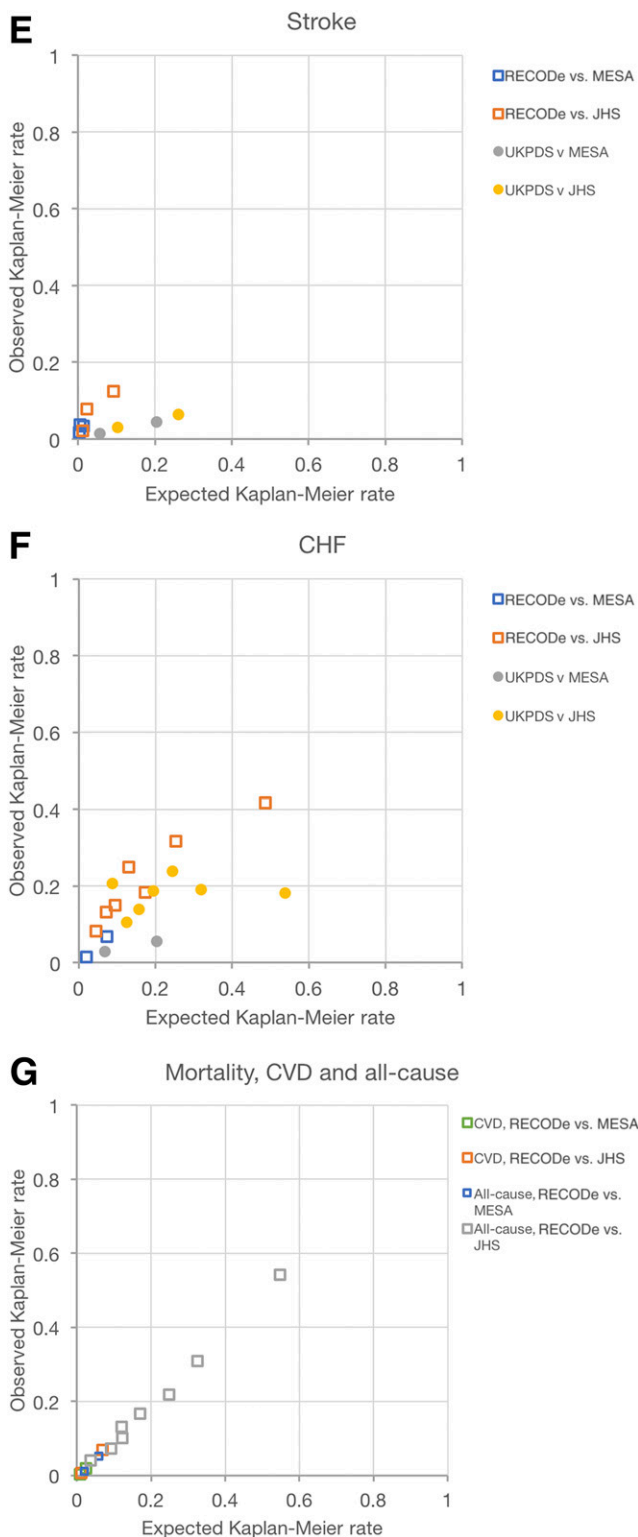 E
Stroke
1
0.8
0.6
0.4
0.2
0
0
0.2
0.4
0.6
0.8
1
Observed Kaplan-Meier rate
Expected Kaplan-Meier rate
RECODe vs. MESA
RECODe vs. JHS
UKPDS v MESA
UKPDS v JHS
F
CHF
1
0.8
0.6
0.4
0.2
0
0
0.2
0.4
0.6
0.8
1
Observed Kaplan-Meier rate
Expected Kaplan-Meier rate
RECODe vs. MESA
RECODe vs. JHS
UKPDS v MESA
UKPDS v JHS
G
Mortality, CVD and all-cause
1
0.8
0.6
0.4
0.2
0
0
0.2
0.4
0.6
0.8
1
Observed Kaplan-Meier rate
Expected Kaplan-Meier rate
CVD, RECODe vs. MESA
CVD, RECODe vs. JHS
All-cause, RECODe vs.
MESA
All-cause, RECODe vs.
JHS